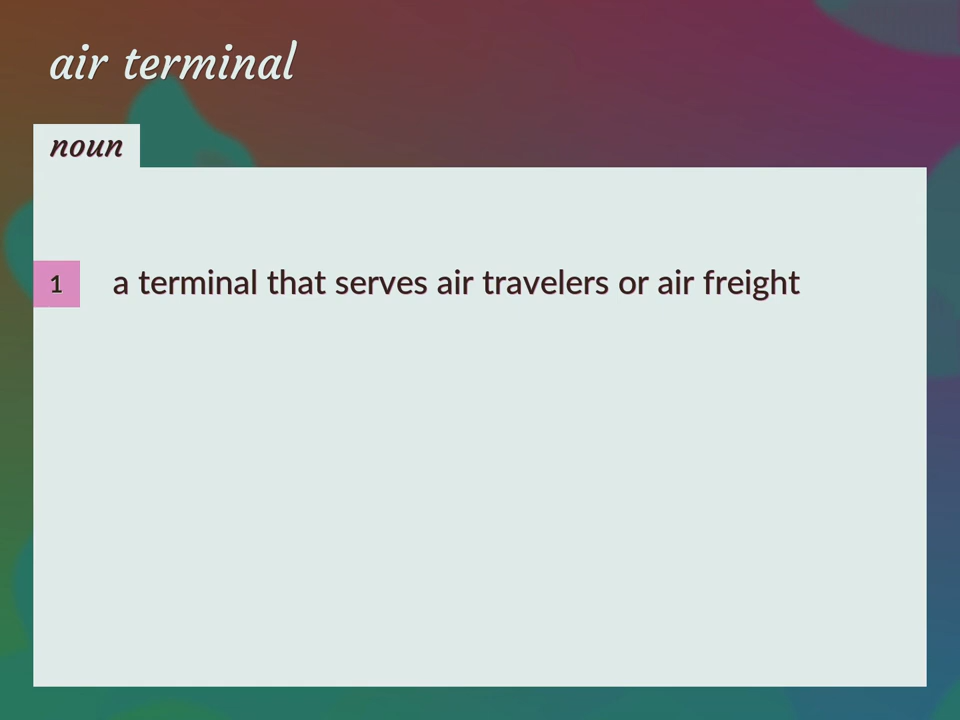 air terminal
noun
1 a terminal that serves air travelers or air freight